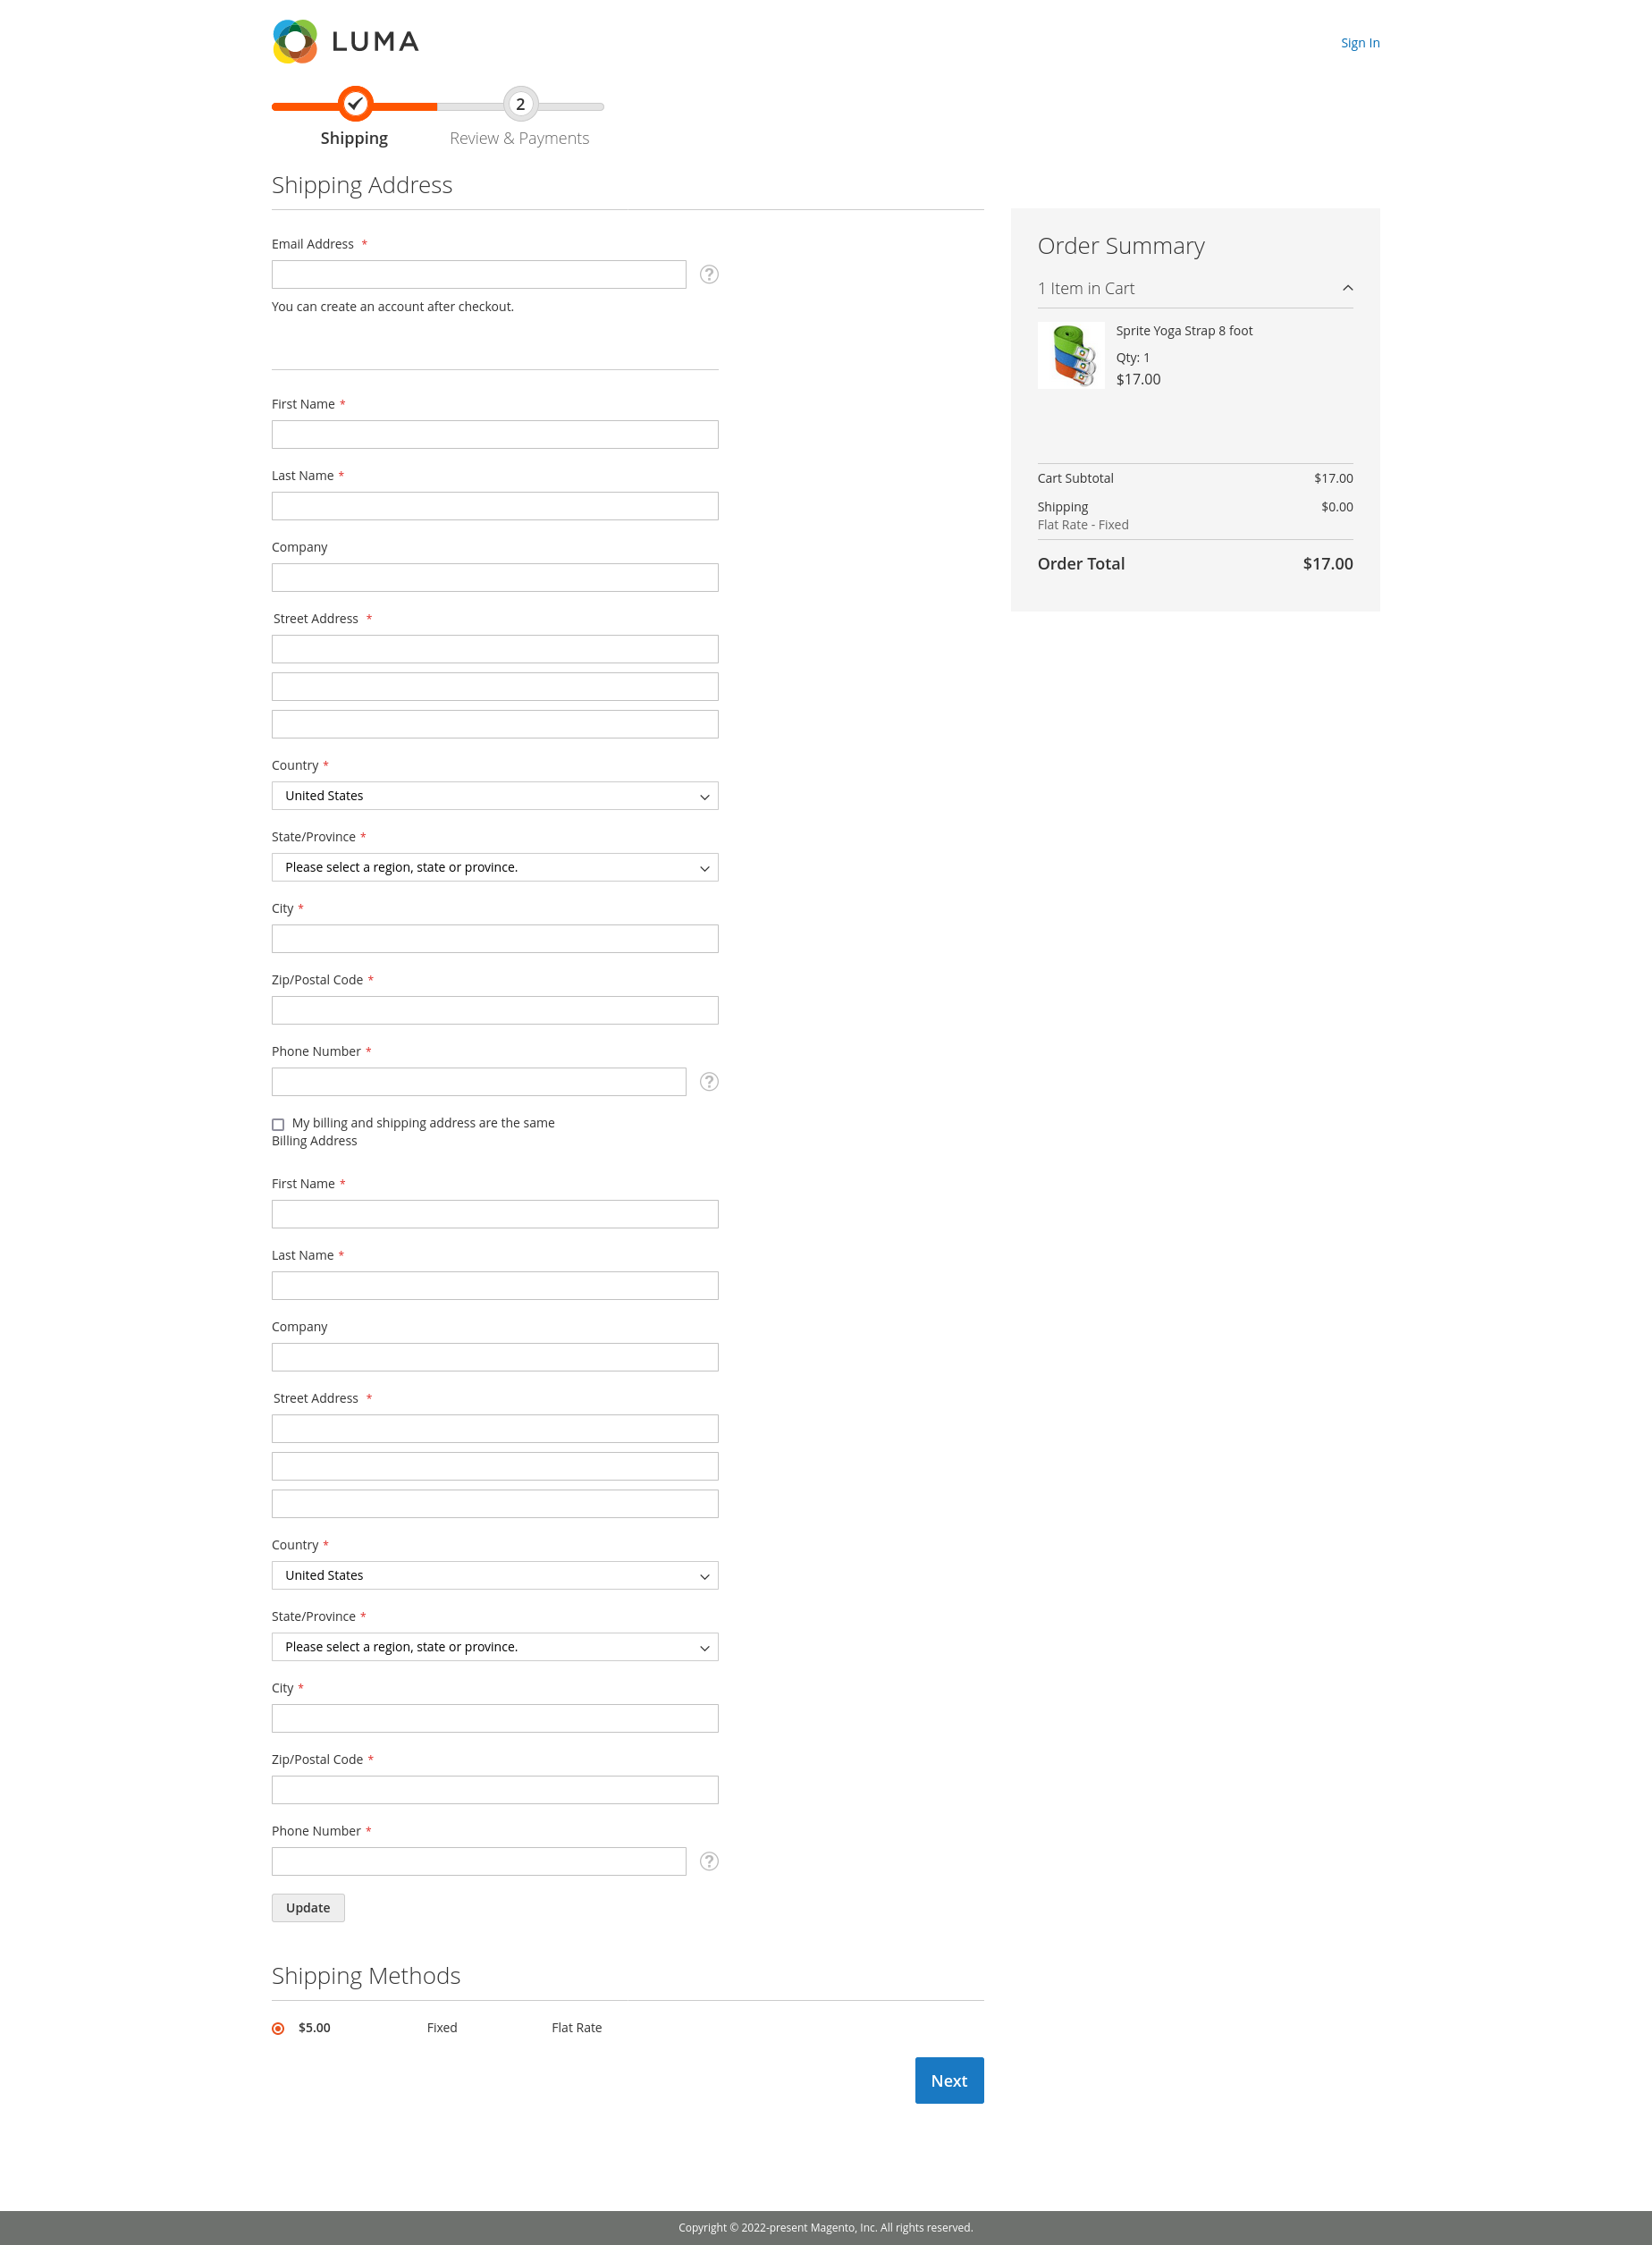 LUMA
Sign In
2
Shipping
Review & Payments
Shipping Address
Email Address *
You can create an account after checkout.
First Name *
Last Name *
Company
Street Address *
Country *
United States
State/Province *
Please select a region, state or province.
City *
Zip/Postal Code *
Phone Number *
My billing and shipping address are the same
Billing Address
First Name *
Last Name *
Company
Street Address *
Country *
United States
State/Province *
Please select a region, state or province.
City *
Zip/Postal Code *
Phone Number *
Update
Shipping Methods
$5.00 Fixed Flat Rate
Next
Order Summary
1 Item in Cart
Sprite Yoga Strap 8 foot
Qty: 1
$17.00
Cart Subtotal $17.00
Shipping $0.00
Flat Rate - Fixed
Order Total $17.00
Copyright © 2022-present Magento, Inc. All rights reserved.